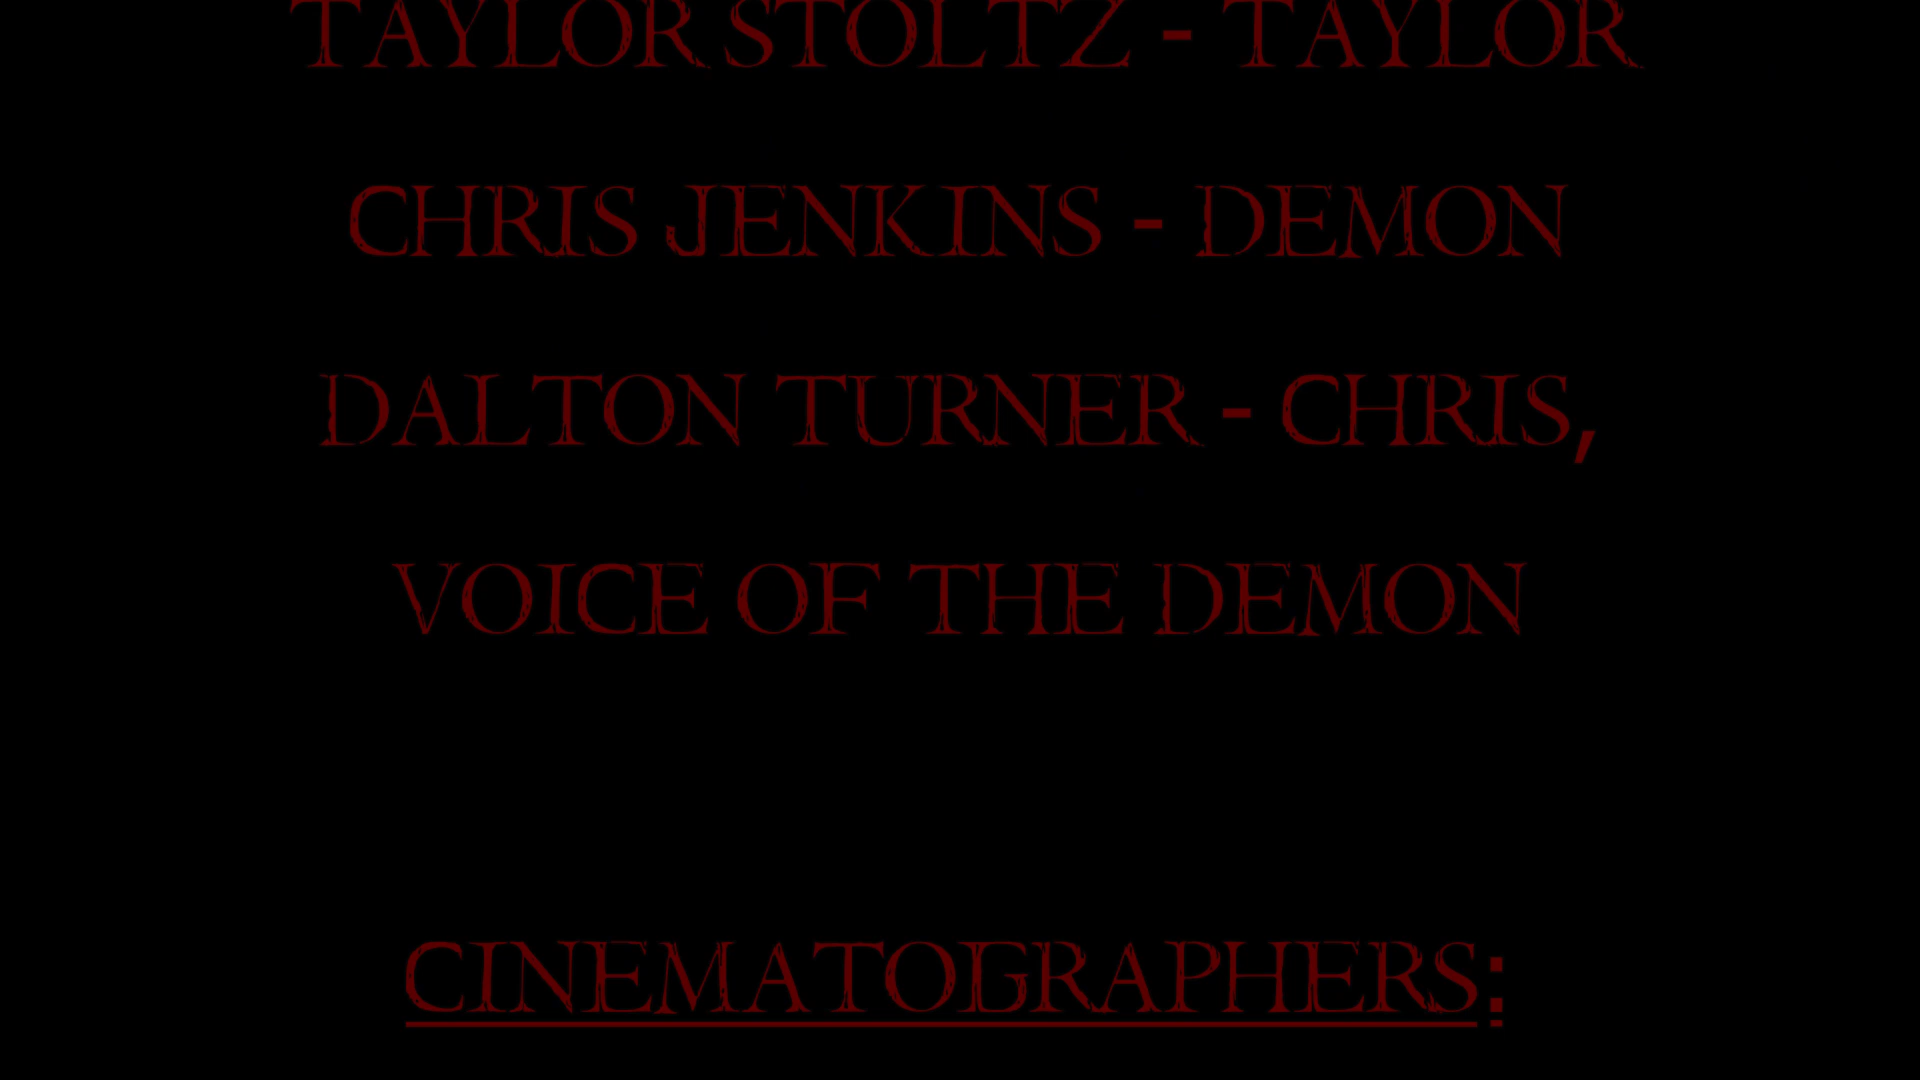 TAYLOR STOLTZ - TAYLOR
CHRIS JENKINS - DEMON
DALTON TURNER - CHRIS,
VOICE OF THE DEMON
CINEMATOGRAPHERS: